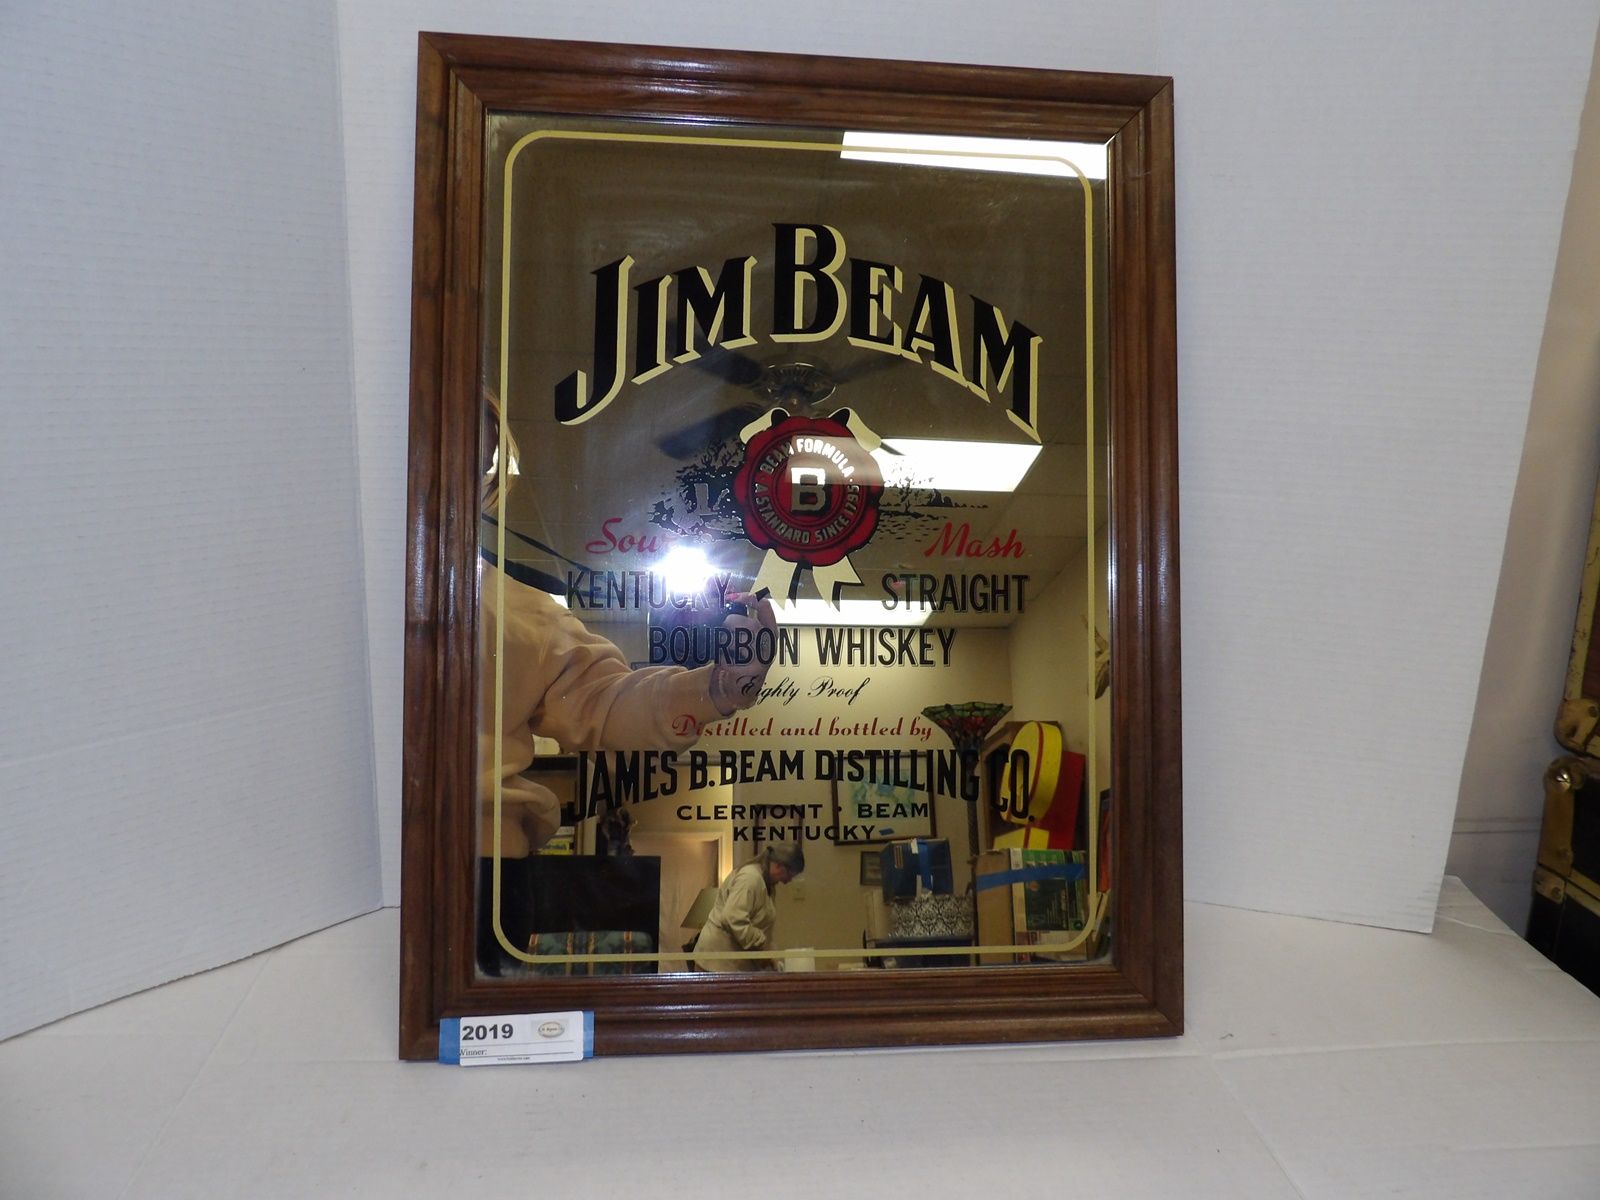 JIM BEAM
BEAM FORMULA
B
A STANDARD SINCE 1795
Sou Mash
KENTUCKY STRAIGHT
BOURBON WHISKEY
Eighty Proof
Distilled and bottled by
JAMES B. BEAM DISTILLING CO.
CLERMONT · BEAM
KENTUCKY
2019
Winner: